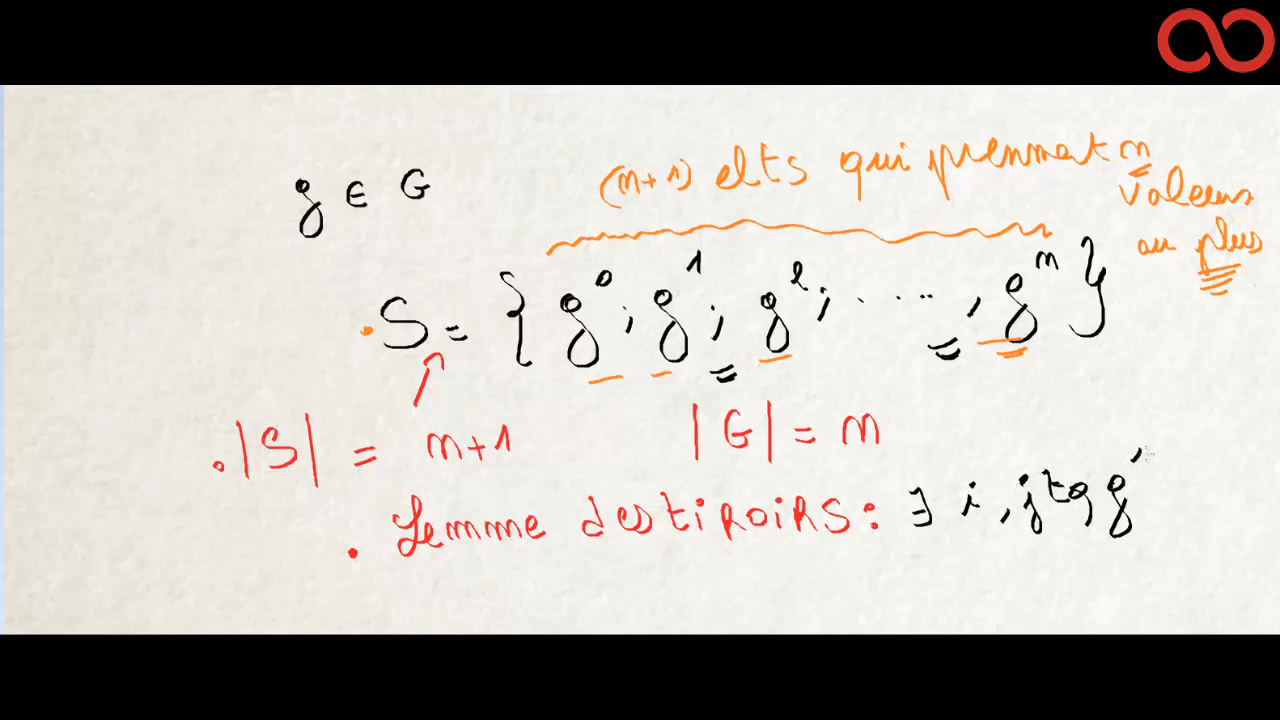 (n+1) elts qui prennent n
valeurs
au plus
g ∈ G
• S = { g⁰ ; g¹ ; g² ; ....., gⁿ }
• |S| = n+1 |G| = n
• Lemme des tiroirs : ∃ i, j tq g